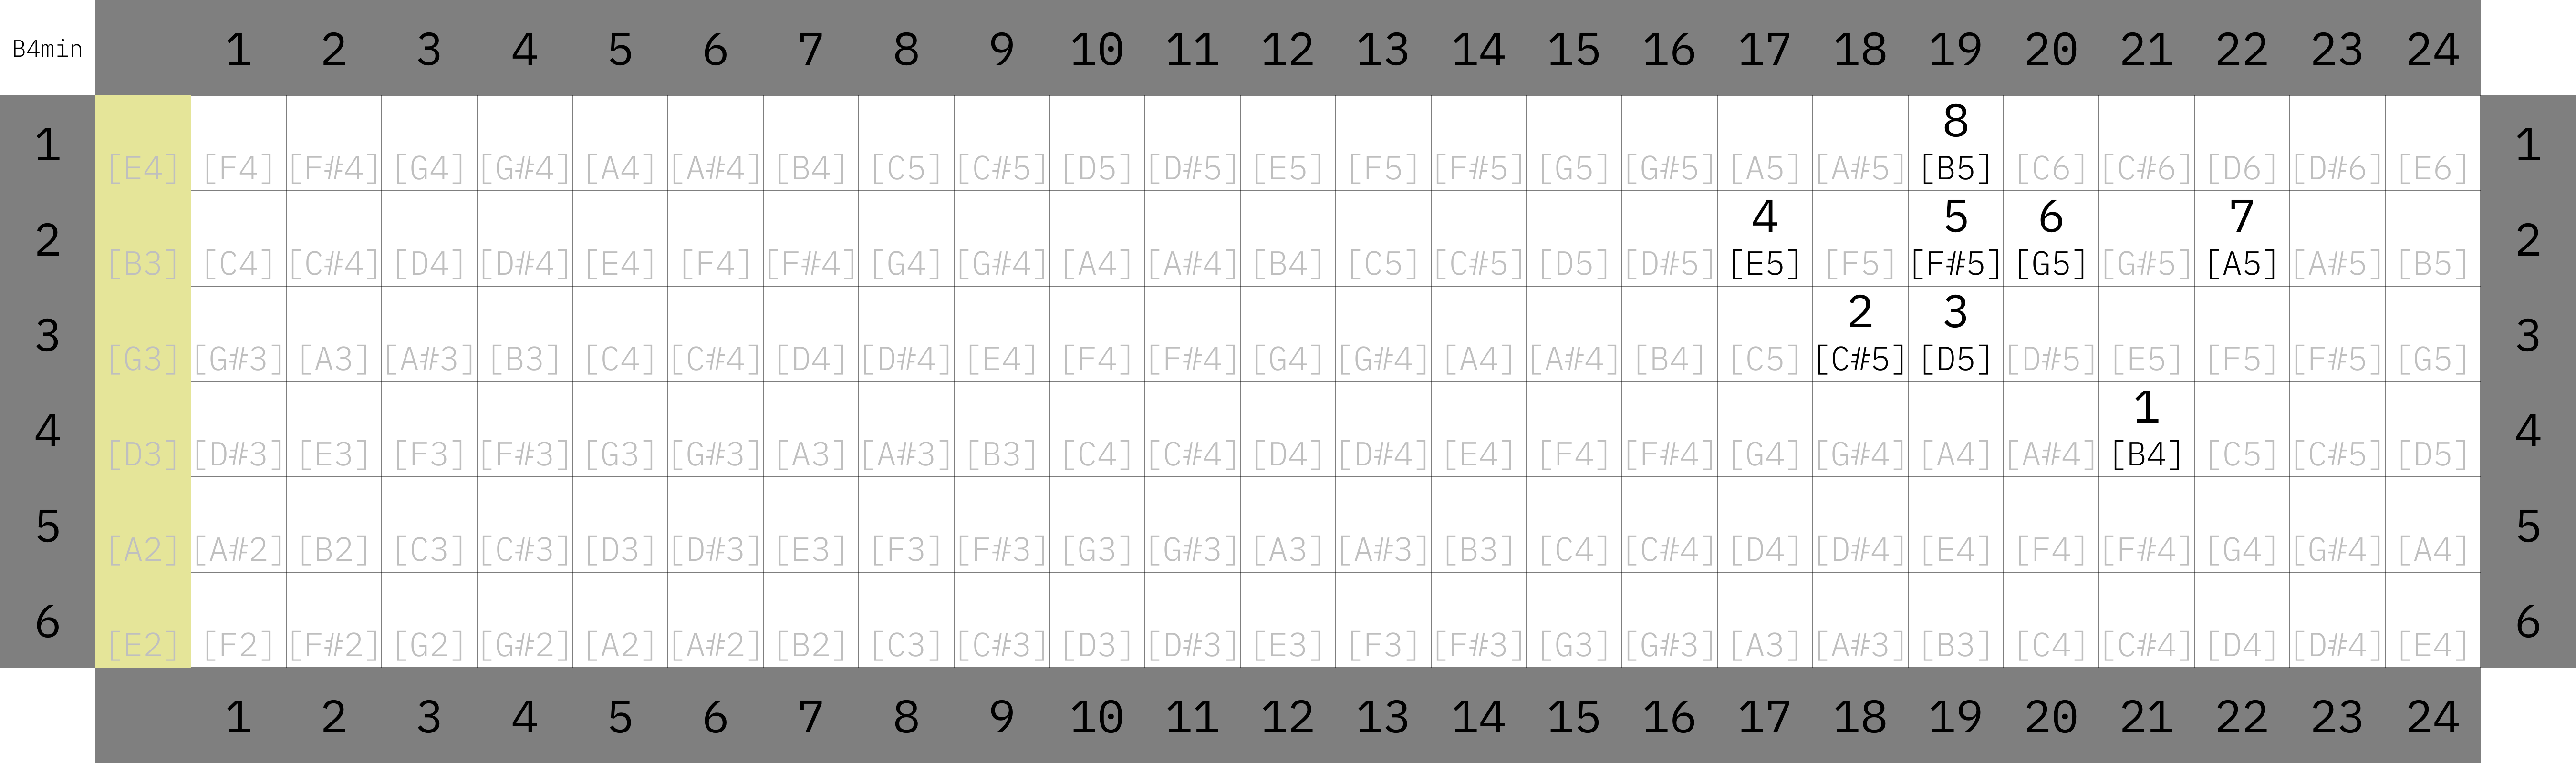 B4min 1 2 3 4 5 6 7 8 9 10 11 12 13 14 15 16 17 18 19 20 21 22 23 24
8
1 [E4] [F4] [F#4] [G4] [G#4] [A4] [A#4] [B4] [C5] [C#5] [D5] [D#5] [E5] [F5] [F#5] [G5] [G#5] [A5] [A#5] [B5] [C6] [C#6] [D6] [D#6] [E6] 1
4 5 6 7
2 [B3] [C4] [C#4] [D4] [D#4] [E4] [F4] [F#4] [G4] [G#4] [A4] [A#4] [B4] [C5] [C#5] [D5] [D#5] [E5] [F5] [F#5] [G5] [G#5] [A5] [A#5] [B5] 2
2 3
3 [G3] [G#3] [A3] [A#3] [B3] [C4] [C#4] [D4] [D#4] [E4] [F4] [F#4] [G4] [G#4] [A4] [A#4] [B4] [C5] [C#5] [D5] [D#5] [E5] [F5] [F#5] [G5] 3
1
4 [D3] [D#3] [E3] [F3] [F#3] [G3] [G#3] [A3] [A#3] [B3] [C4] [C#4] [D4] [D#4] [E4] [F4] [F#4] [G4] [G#4] [A4] [A#4] [B4] [C5] [C#5] [D5] 4
5 [A2] [A#2] [B2] [C3] [C#3] [D3] [D#3] [E3] [F3] [F#3] [G3] [G#3] [A3] [A#3] [B3] [C4] [C#4] [D4] [D#4] [E4] [F4] [F#4] [G4] [G#4] [A4] 5
6 [E2] [F2] [F#2] [G2] [G#2] [A2] [A#2] [B2] [C3] [C#3] [D3] [D#3] [E3] [F3] [F#3] [G3] [G#3] [A3] [A#3] [B3] [C4] [C#4] [D4] [D#4] [E4] 6
1 2 3 4 5 6 7 8 9 10 11 12 13 14 15 16 17 18 19 20 21 22 23 24